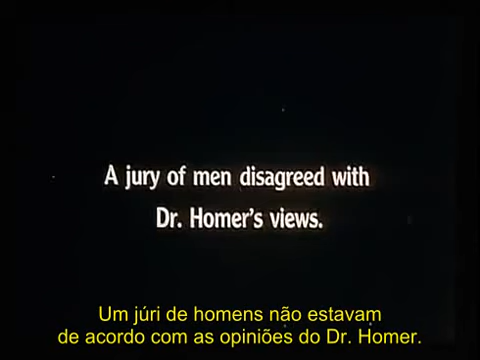 A jury of men disagreed with
Dr. Homer's views.
Um júri de homens não estavam
de acordo com as opiniões do Dr. Homer.